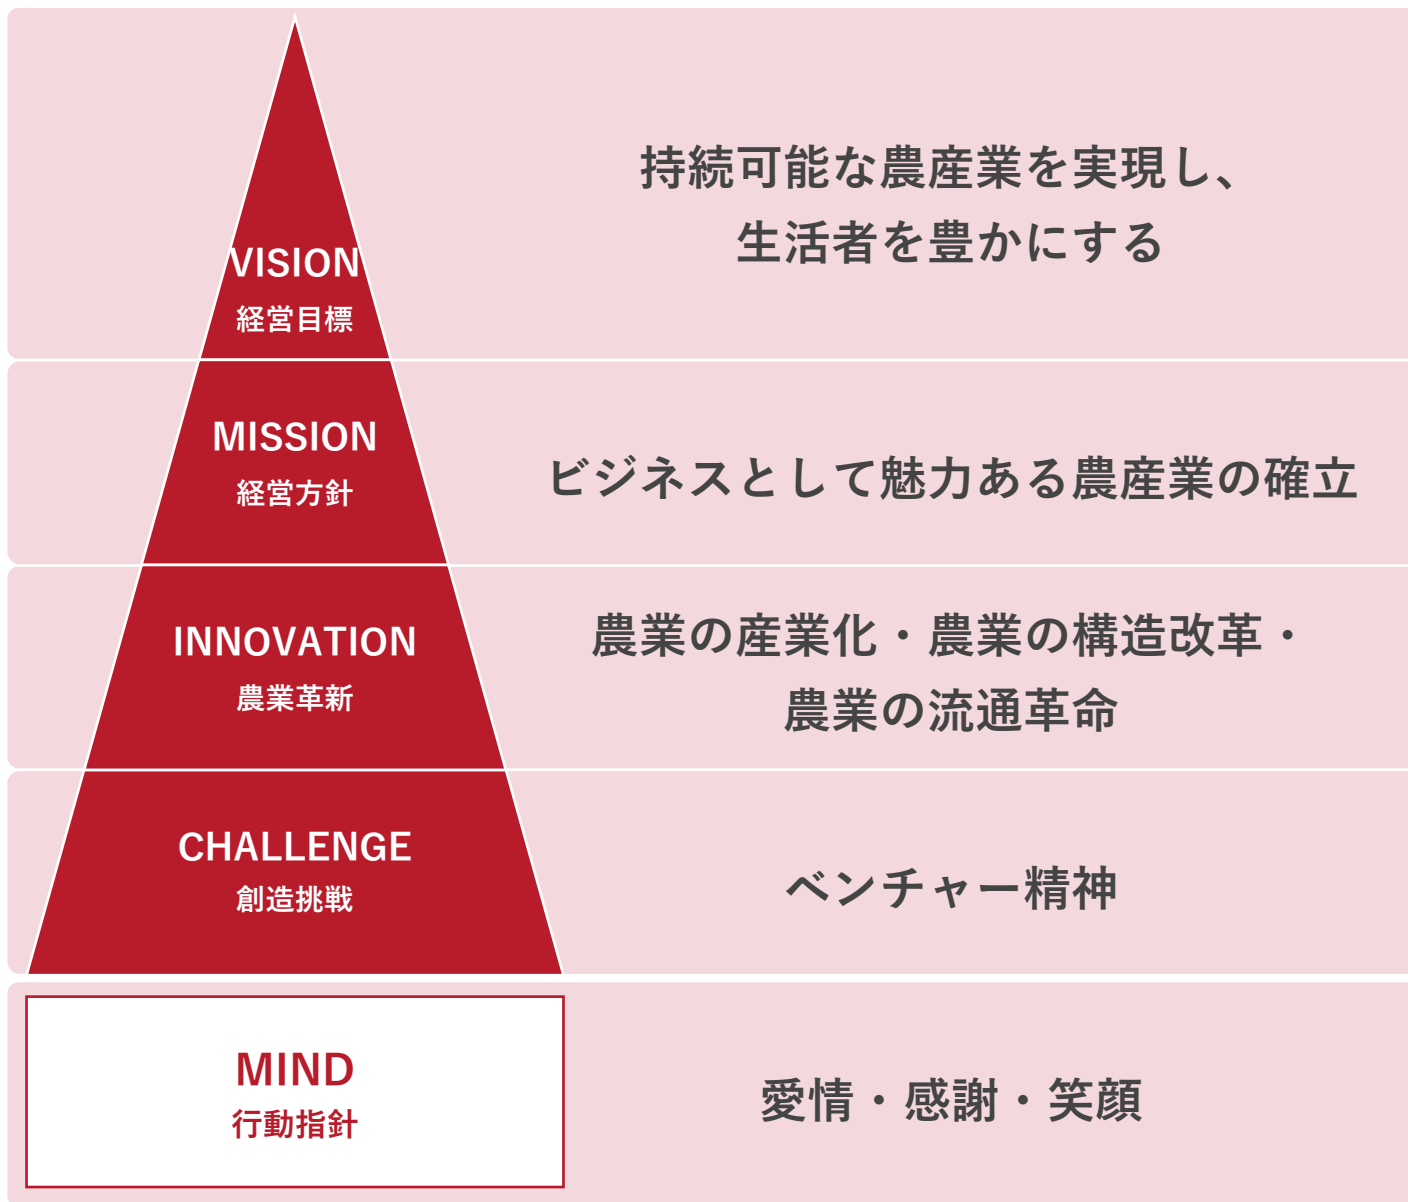 VISION
経営目標
持続可能な農産業を実現し、
生活者を豊かにする
MISSION
経営方針
ビジネスとして魅力ある農産業の確立
INNOVATION
農業革新
農業の産業化・農業の構造改革・
農業の流通革命
CHALLENGE
創造挑戦
ベンチャー精神
MIND
行動指針
愛情・感謝・笑顔